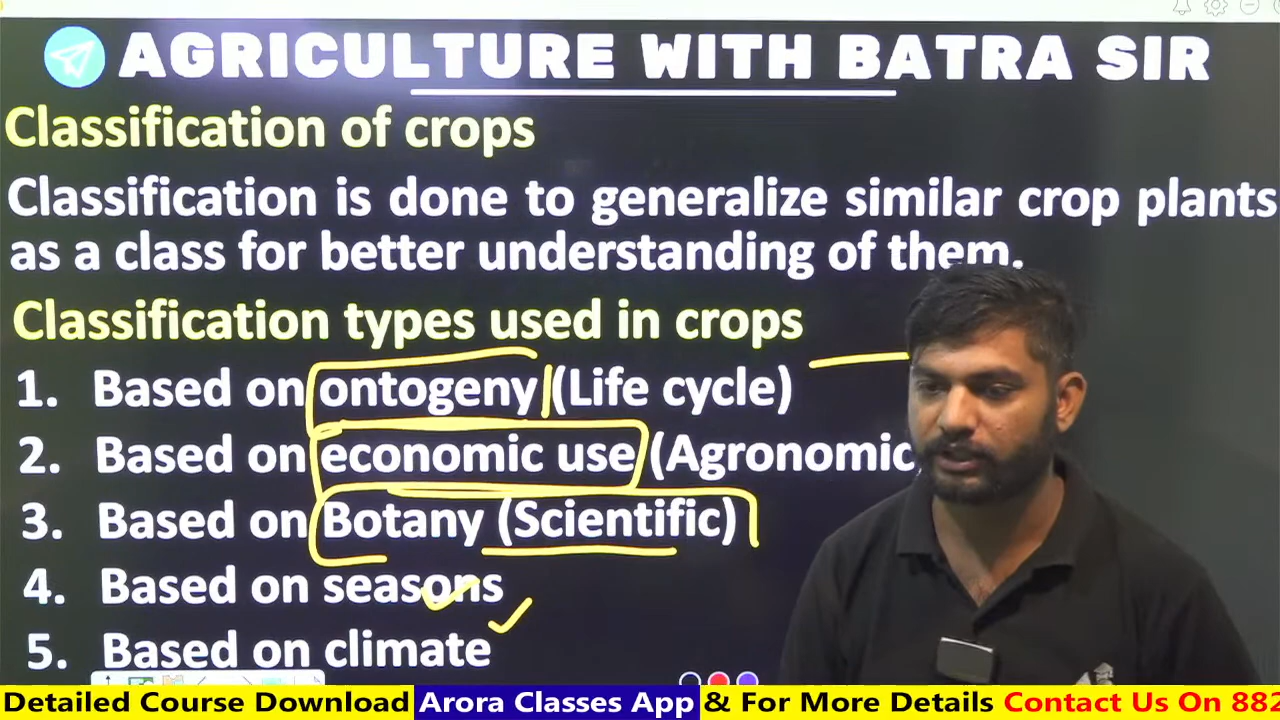 AGRICULTURE WITH BATRA SIR
Classification of crops
Classification is done to generalize similar crop plants
as a class for better understanding of them.
Classification types used in crops
1. Based on ontogeny (Life cycle)
2. Based on economic use (Agronomic
3. Based on Botany (Scientific)
4. Based on seasons
5. Based on climate
Detailed Course Download Arora Classes App & For More Details Contact Us On 882